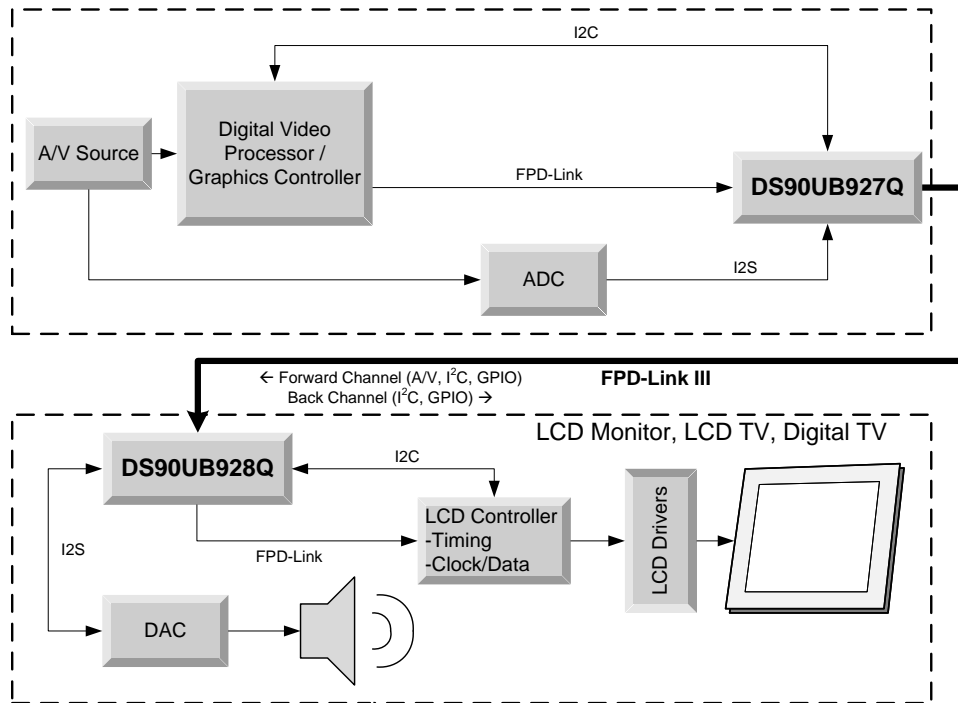 I2C
Digital Video
Processor /
Graphics Controller
A/V Source
FPD-Link
DS90UB927Q
ADC
I2S
← Forward Channel (A/V, I²C, GPIO)
Back Channel (I²C, GPIO) →
FPD-Link III
LCD Monitor, LCD TV, Digital TV
DS90UB928Q
I2C
LCD Controller
-Timing
-Clock/Data
LCD Drivers
I2S
FPD-Link
DAC